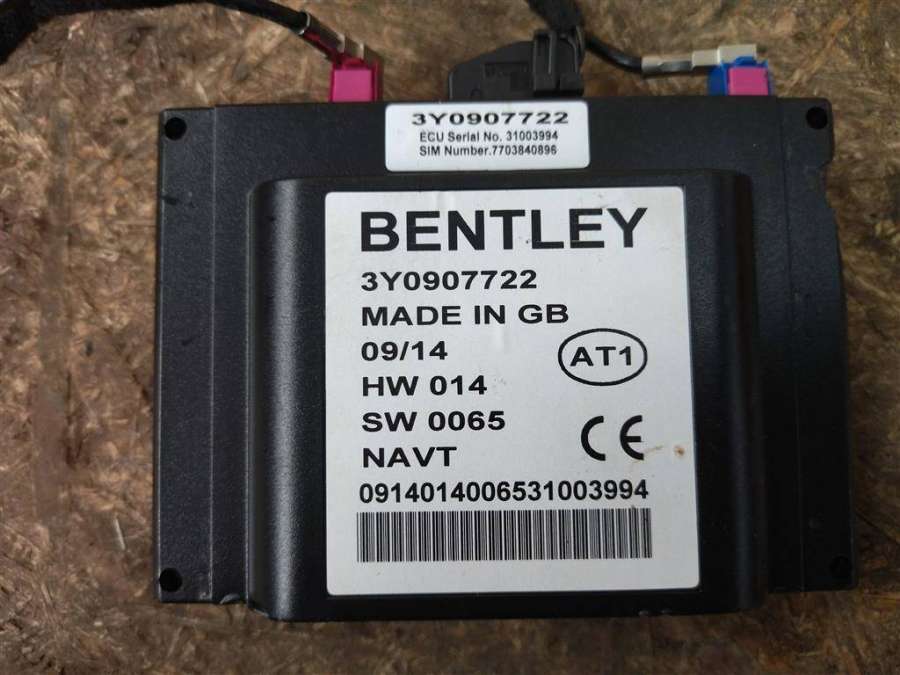 3Y0907722
ECU Serial No. 31003994
SIM Number.7703840896
BENTLEY
3Y0907722
MADE IN GB
09/14
AT1
HW 014
SW 0065
CE
NAVT
0914014006531003994